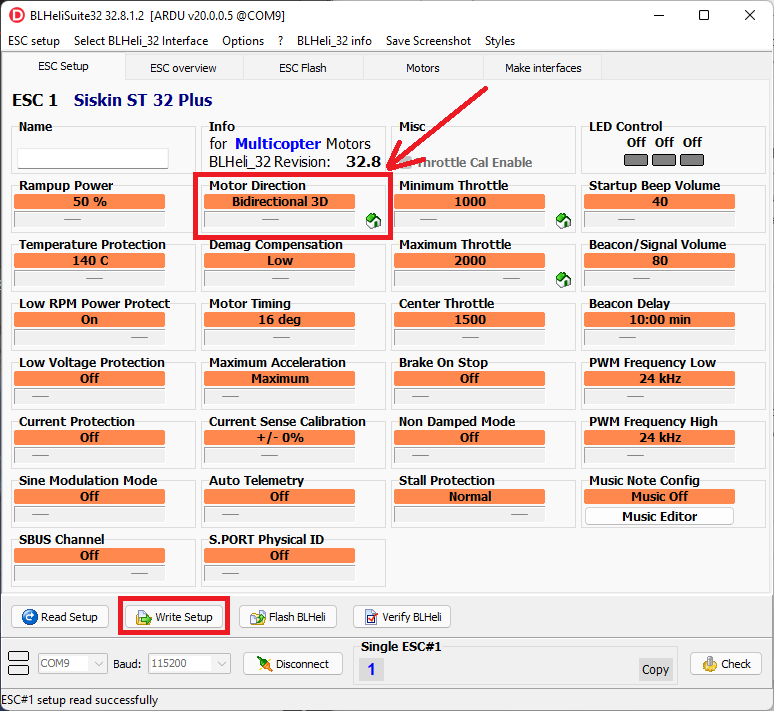 BLHeliSuite32 32.8.1.2 [ARDU v20.0.0.5 @COM9]
ESC setup Select BLHeli_32 Interface Options ? BLHeli_32 info Save Screenshot Styles
ESC Setup ESC overview ESC Flash Motors Make interfaces
ESC 1 Siskin ST 32 Plus
Name Info Misc LED Control
for Multicopter Motors Off Off Off
BLHeli_32 Revision: 32.8 Throttle Cal Enable
Rampup Power Motor Direction Minimum Throttle Startup Beep Volume
50 % Bidirectional 3D 1000 40
Temperature Protection Demag Compensation Maximum Throttle Beacon/Signal Volume
140 C Low 2000 80
Low RPM Power Protect Motor Timing Center Throttle Beacon Delay
On 16 deg 1500 10:00 min
Low Voltage Protection Maximum Acceleration Brake On Stop PWM Frequency Low
Off Maximum Off 24 kHz
Current Protection Current Sense Calibration Non Damped Mode PWM Frequency High
Off +/- 0% Off 24 kHz
Sine Modulation Mode Auto Telemetry Stall Protection Music Note Config
Off Off Normal Music Off
Music Editor
SBUS Channel S.PORT Physical ID
Off Off
Read Setup Write Setup Flash BLHeli Verify BLHeli
Single ESC#1
COM9 Baud: 115200 Disconnect 1 Copy Check
ESC#1 setup read successfully